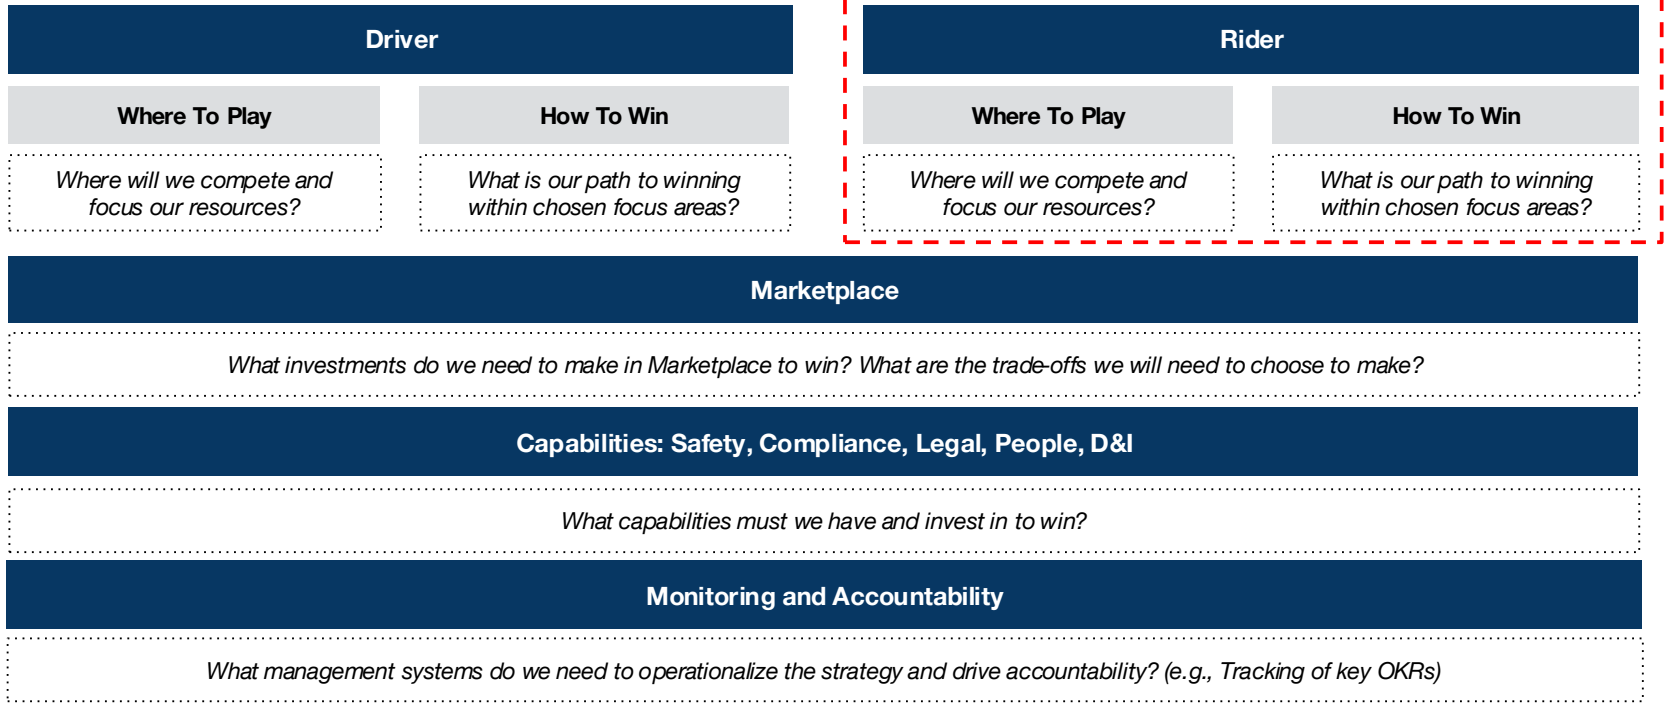 Driver
Rider
Where To Play
How To Win
Where To Play
How To Win
Where will we compete and
focus our resources?
What is our path to winning
within chosen focus areas?
Where will we compete and
focus our resources?
What is our path to winning
within chosen focus areas?
Marketplace
What investments do we need to make in Marketplace to win? What are the trade-offs we will need to choose to make?
Capabilities: Safety, Compliance, Legal, People, D&I
What capabilities must we have and invest in to win?
Monitoring and Accountability
What management systems do we need to operationalize the strategy and drive accountability? (e.g., Tracking of key OKRs)